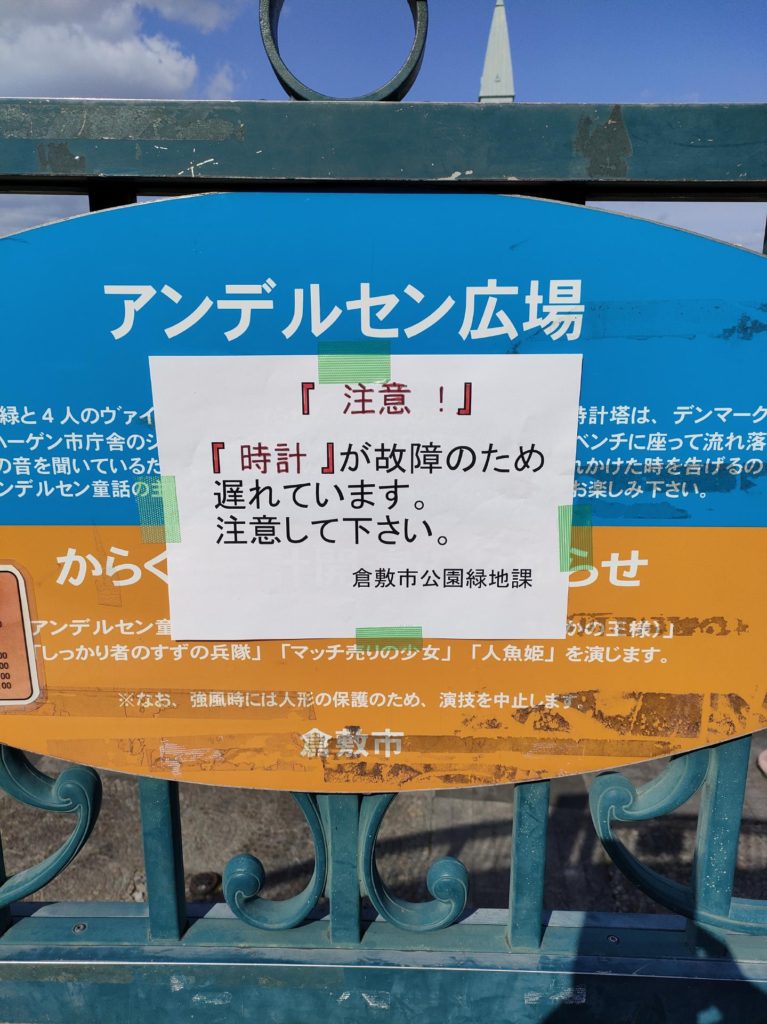 アンデルセン広場
『 注意 ! 』
『 時計 』が故障のため
遅れています。
注意して下さい。
倉敷市公園緑地課
緑と4人のヴァイ
時計塔は、デンマーク
ハーゲン市庁舎のシ
ベンチに座って流れ落
の音を聞いているだ
れかけた時を告げるの
ンデルセン童話の主
お楽しみ下さい。
からく
らせ
アンデルセン童
かの王様)」
「しっかり者のすずの兵隊」「マッチ売りの少女」「人魚姫」を演じます。
※なお、強風時には人形の保護のため、演技を中止します。
倉敷市